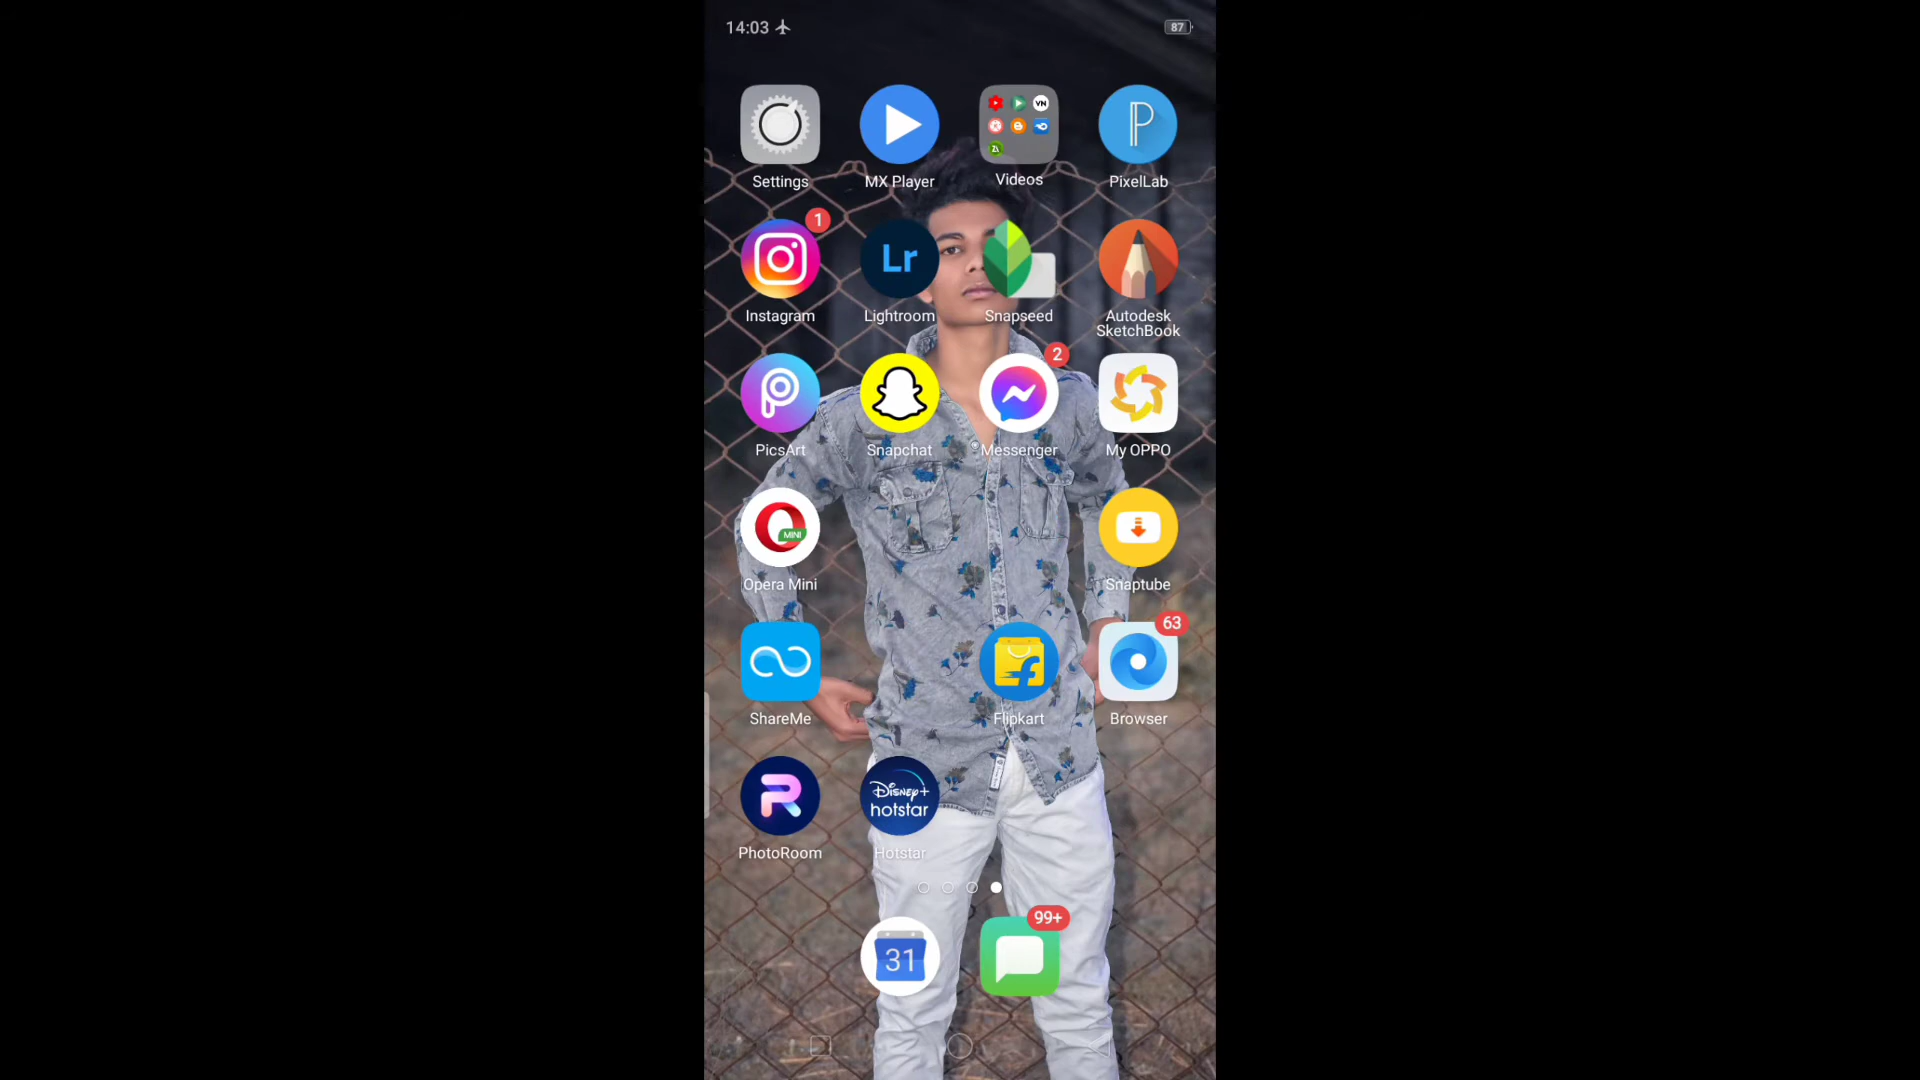 14:03
87
VN
Settings
MX Player
Videos
PixelLab
1
Lr
Instagram
Lightroom
Snapseed
Autodesk
SketchBook
2
PicsArt
Snapchat
Messenger
My OPPO
MINI
Opera Mini
Snaptube
63
ShareMe
Flipkart
Browser
Disney+
hotstar
PhotoRoom
Hotstar
99+
31